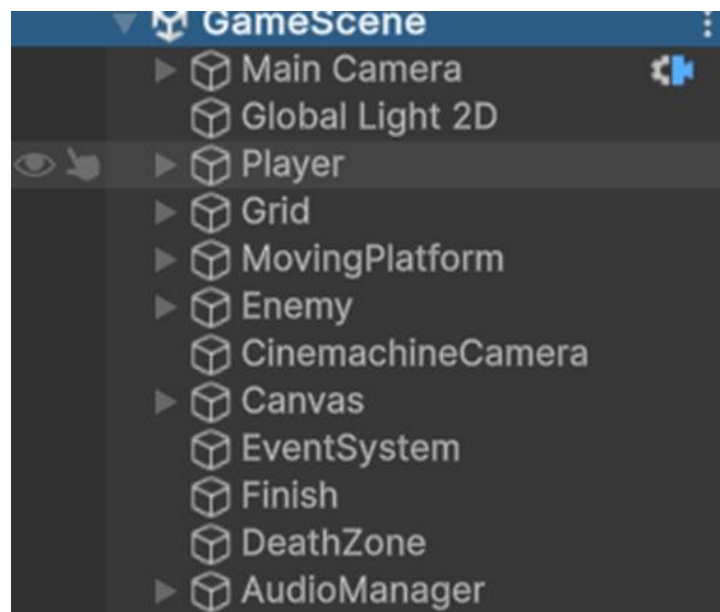 GameScene
Main Camera
Global Light 2D
Player
Grid
MovingPlatform
Enemy
CinemachineCamera
Canvas
EventSystem
Finish
DeathZone
AudioManager